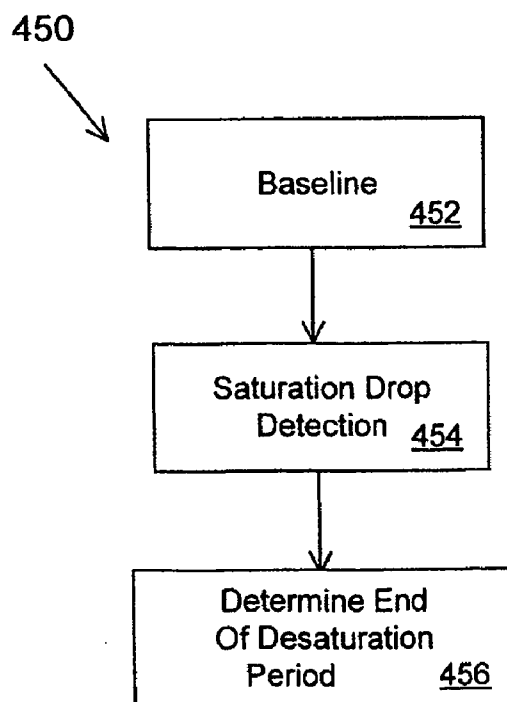 450
Baseline
452
Saturation Drop
Detection 454
Determine End
Of Desaturation
Period 456